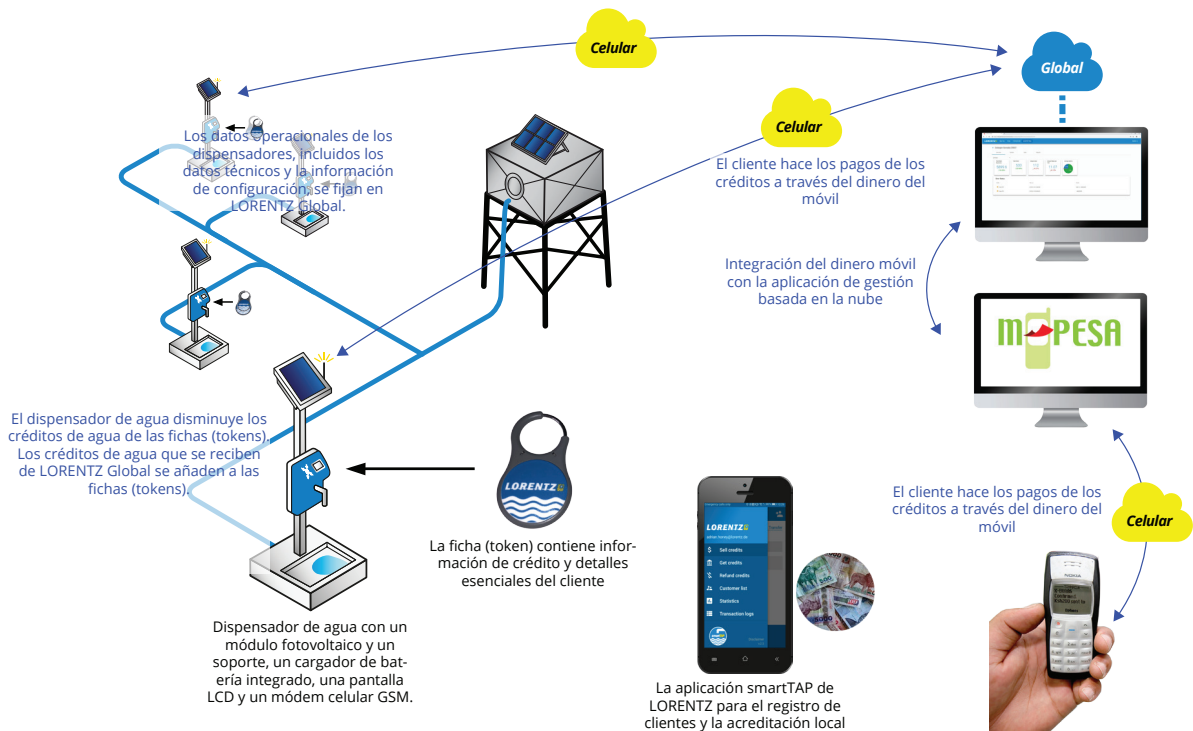 Celular
Global
Celular
Los datos operacionales de los
dispensadores, incluidos los
datos técnicos y la información
de configuración, se fijan en
LORENTZ Global.
El cliente hace los pagos de los
créditos a través del dinero del
móvil
LORENTZ
Integración del dinero móvil
con la aplicación de gestión
basada en la nube
M PESA
El dispensador de agua disminuye los
créditos de agua de las fichas (tokens).
Los créditos de agua que se reciben
de LORENTZ Global se añaden a las
fichas (tokens).
LORENTZ
La ficha (token) contiene infor-
mación de crédito y detalles
esenciales del cliente
Dispensador de agua con un
módulo fotovoltaico y un
soporte, un cargador de bat-
ería integrado, una pantalla
LCD y un módem celular GSM.
LORENTZ
Sell credits
Get credits
Refund credits
Customer list
Statistics
Transaction logs
La aplicación smartTAP de
LORENTZ para el registro de
clientes y la acreditación local
El cliente hace los pagos de los
créditos a través del dinero del
móvil
Celular
NOKIA